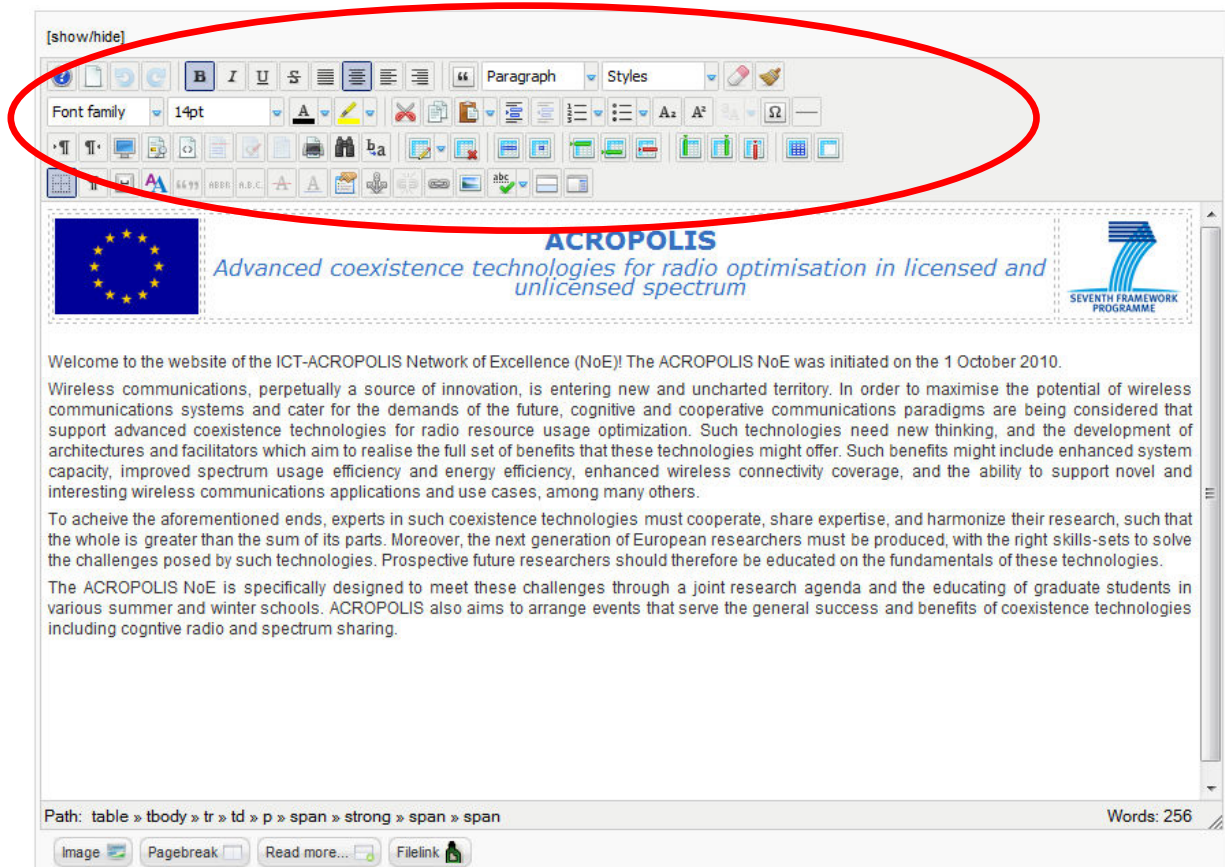 [show/hide]
B I U S Paragraph Styles
Font family 14pt A A₂ A² Ω
ABBR A.B.C. A A abc
ACROPOLIS
Advanced coexistence technologies for radio optimisation in licensed and
unlicensed spectrum
SEVENTH FRAMEWORK
PROGRAMME
Welcome to the website of the ICT-ACROPOLIS Network of Excellence (NoE)! The ACROPOLIS NoE was initiated on the 1 October 2010.
Wireless communications, perpetually a source of innovation, is entering new and uncharted territory. In order to maximise the potential of wireless
communications systems and cater for the demands of the future, cognitive and cooperative communications paradigms are being considered that
support advanced coexistence technologies for radio resource usage optimization. Such technologies need new thinking, and the development of
architectures and facilitators which aim to realise the full set of benefits that these technologies might offer. Such benefits might include enhanced system
capacity, improved spectrum usage efficiency and energy efficiency, enhanced wireless connectivity coverage, and the ability to support novel and
interesting wireless communications applications and use cases, among many others.
To acheive the aforementioned ends, experts in such coexistence technologies must cooperate, share expertise, and harmonize their research, such that
the whole is greater than the sum of its parts. Moreover, the next generation of European researchers must be produced, with the right skills-sets to solve
the challenges posed by such technologies. Prospective future researchers should therefore be educated on the fundamentals of these technologies.
The ACROPOLIS NoE is specifically designed to meet these challenges through a joint research agenda and the educating of graduate students in
various summer and winter schools. ACROPOLIS also aims to arrange events that serve the general success and benefits of coexistence technologies
including cogntive radio and spectrum sharing.
Path: table » tbody » tr » td » p » span » strong » span » span Words: 256
Image Pagebreak Read more... Filelink